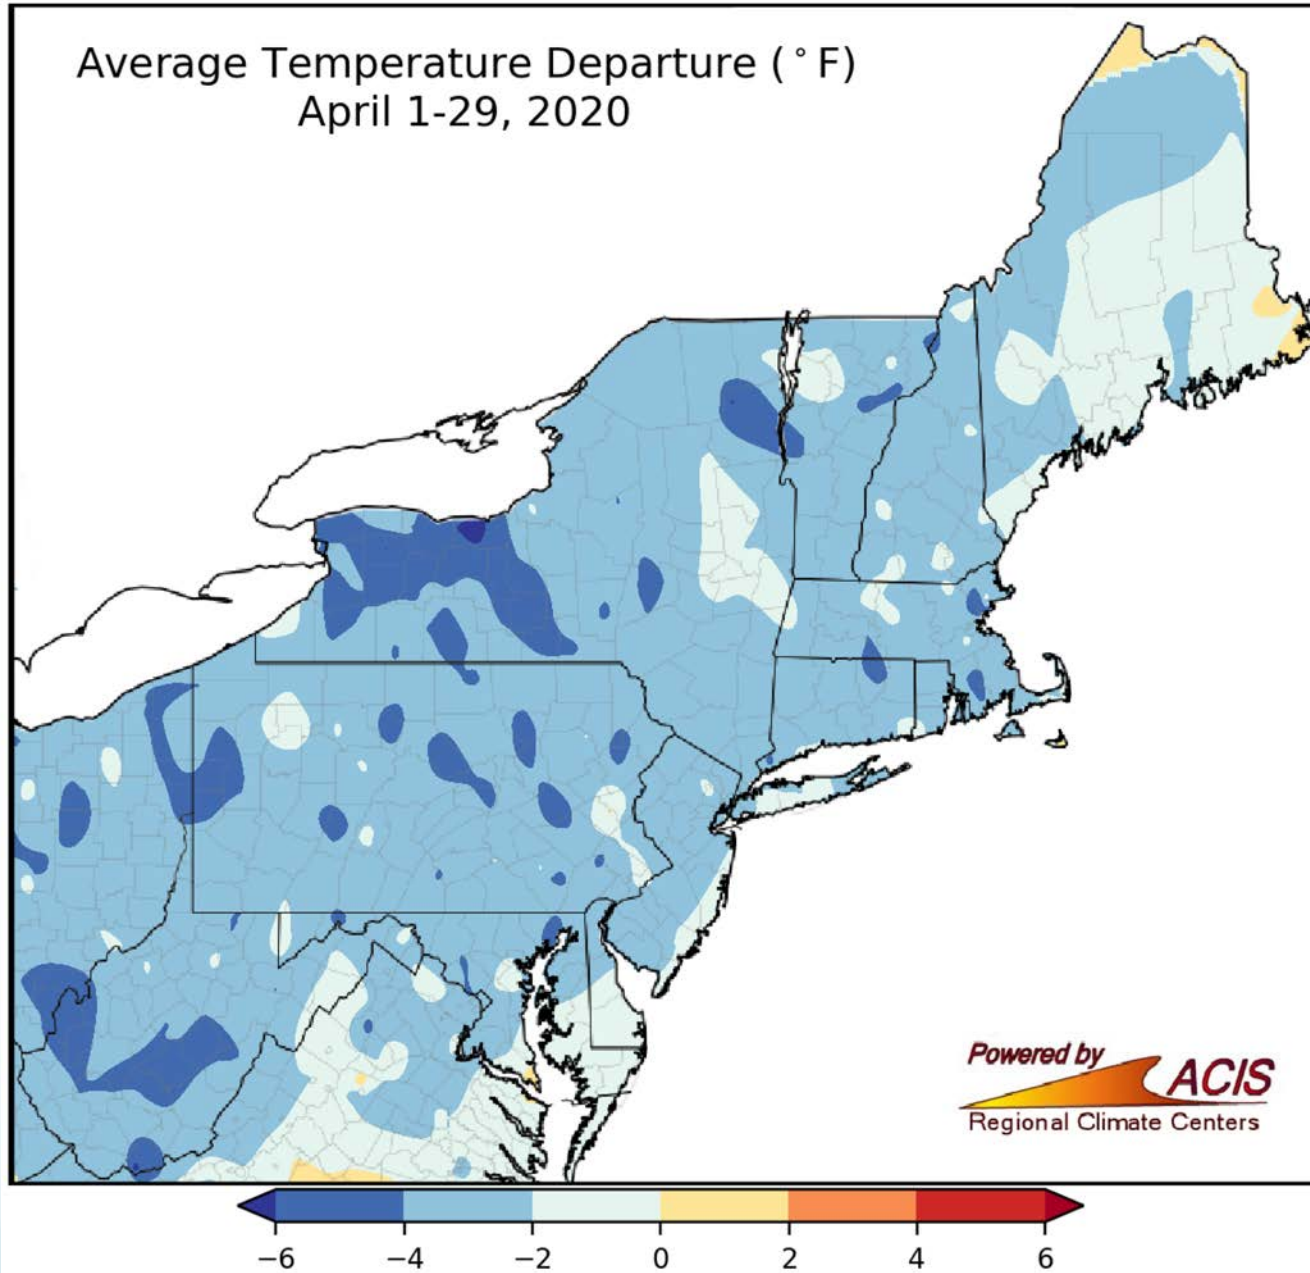 Average Temperature Departure (°F)
April 1-29, 2020
Powered by
ACIS
Regional Climate Centers
−6 −4 −2 0 2 4 6